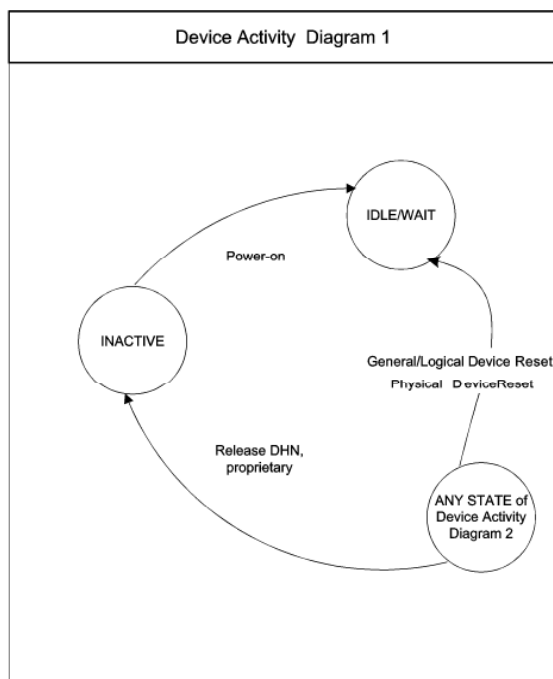 Device Activity Diagram 1
IDLE/WAIT
Power-on
INACTIVE
General/Logical Device Reset
Physical DeviceReset
Release DHN,
proprietary
ANY STATE of
Device Activity
Diagram 2